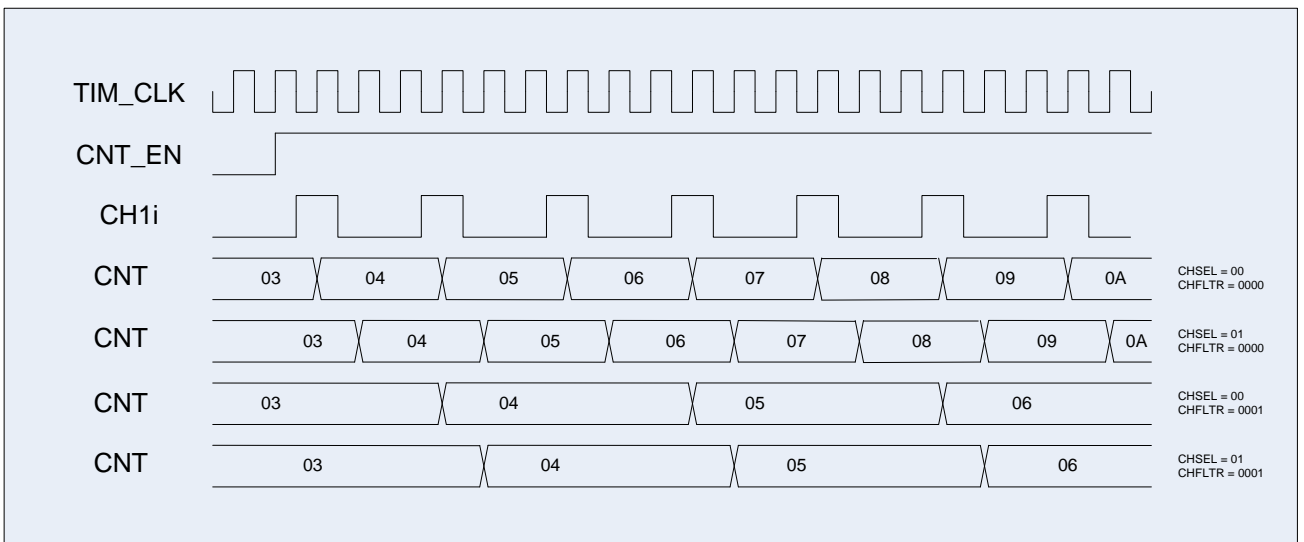 TIM_CLK
CNT_EN
CH1i
CNT 03 04 05 06 07 08 09 0A CHSEL = 00
CHFLTR = 0000
CNT 03 04 05 06 07 08 09 0A CHSEL = 01
CHFLTR = 0000
CNT 03 04 05 06 CHSEL = 00
CHFLTR = 0001
CNT 03 04 05 06 CHSEL = 01
CHFLTR = 0001